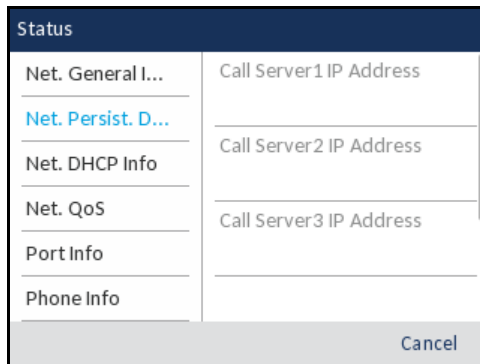 Status
Net. General I...
Net. Persist. D...
Net. DHCP Info
Net. QoS
Port Info
Phone Info
Call Server1 IP Address
Call Server2 IP Address
Call Server3 IP Address
Cancel